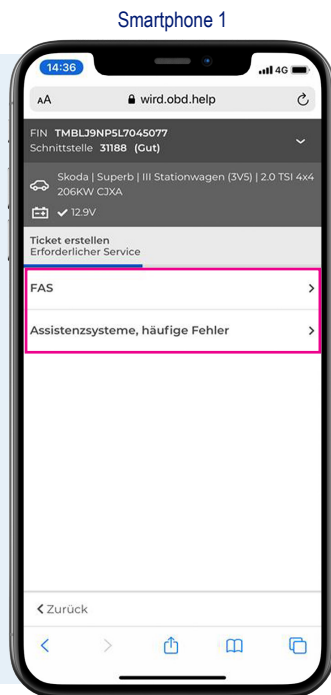 Smartphone 1
14:36
4G
AA
wird.obd.help
FIN TMBLJ9NP5L7045077
Schnittstelle 31188 (Gut)
Skoda | Superb | III Stationwagen (3V5) | 2.0 TSI 4x4
206KW CJXA
12.9V
Ticket erstellen
Erforderlicher Service
FAS
Assistenzsysteme, häufige Fehler
Zurück